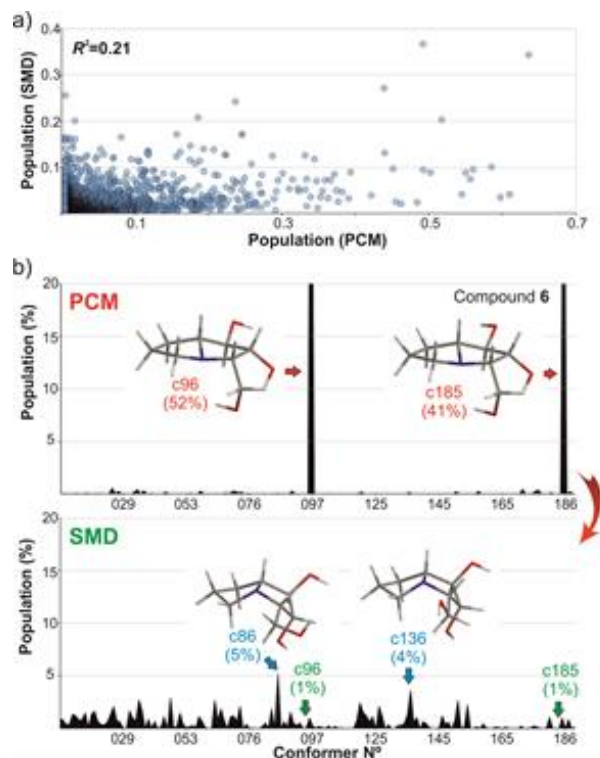 a)
R²=0.21
Population (SMD)
0.4
0.3
0.2
0.1
0.1 0.3 0.5 0.7
Population (PCM)
b)
PCM
Compound 6
Population (%)
20
15
10
5
c96
(52%)
c185
(41%)
029 053 076 097 125 145 165 186
SMD
Population (%)
20
15
10
5
c86
(5%)
c96
(1%)
c136
(4%)
c185
(1%)
029 053 076 097 125 145 175 186
Conformer Nº